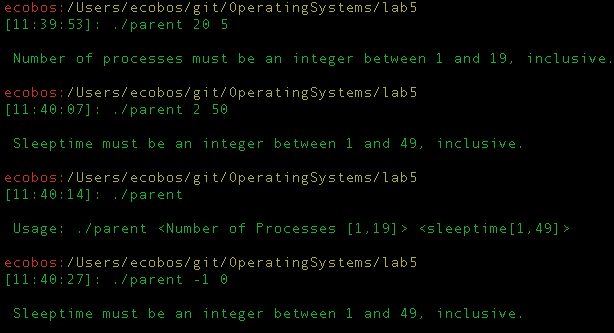 ecobos:/Users/ecobos/git/OperatingSystems/lab5
[11:39:53]: ./parent 20 5
Number of processes must be an integer between 1 and 19, inclusive.
ecobos:/Users/ecobos/git/OperatingSystems/lab5
[11:40:07]: ./parent 2 50
Sleeptime must be an integer between 1 and 49, inclusive.
ecobos:/Users/ecobos/git/OperatingSystems/lab5
[11:40:14]: ./parent
Usage: ./parent <Number of Processes [1,19]> <sleeptime[1,49]>
ecobos:/Users/ecobos/git/OperatingSystems/lab5
[11:40:27]: ./parent -1 0
Sleeptime must be an integer between 1 and 49, inclusive.